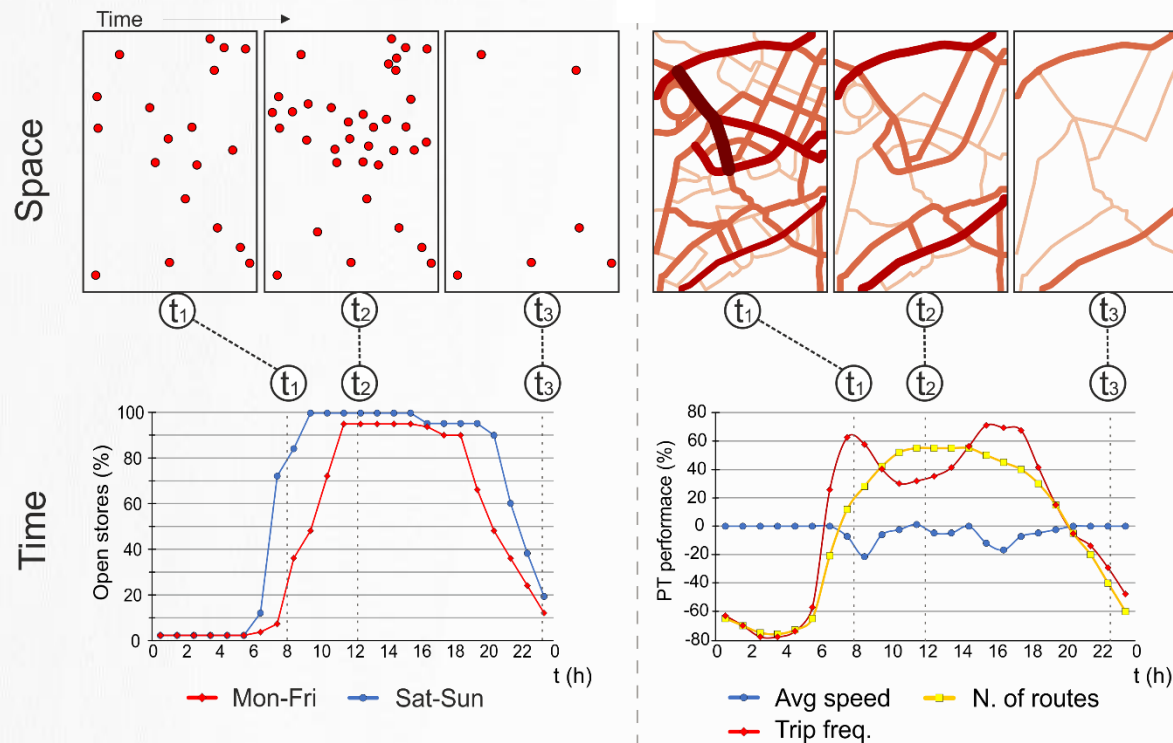 Time
Space
t1 t2 t3
t1 t2 t3
t1 t2 t3
t1 t2 t3
Time
Open stores (%)
100
80
60
40
20
0
0 2 4 6 8 10 12 14 16 18 20 22 0
t (h)
Mon-Fri Sat-Sun
PT performace (%)
80
60
40
20
0
-20
-40
-60
-80
0 2 4 6 8 10 12 14 16 18 20 22 0
t (h)
Avg speed N. of routes
Trip freq.